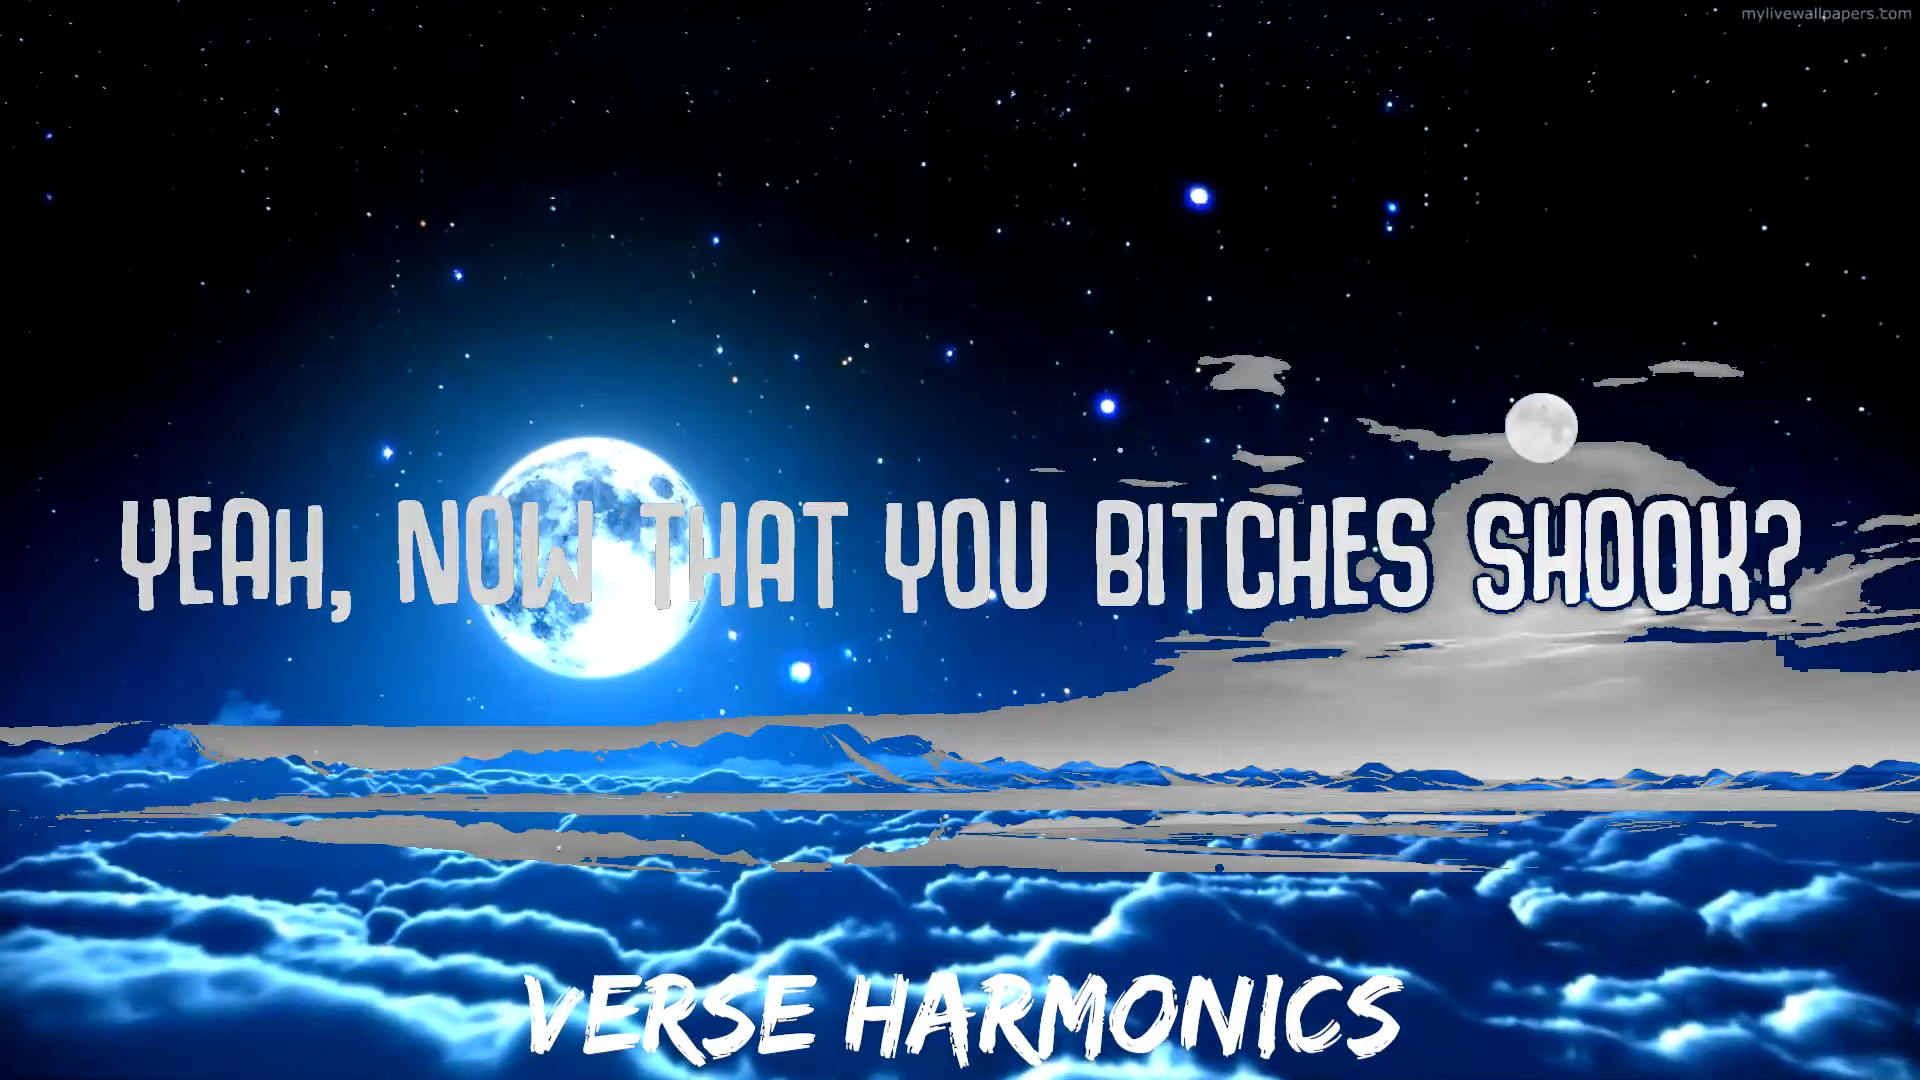 mylivewallpapers.com
YEAH, NOW THAT YOU BITCHES SHOOK?
VERSE HARMONICS